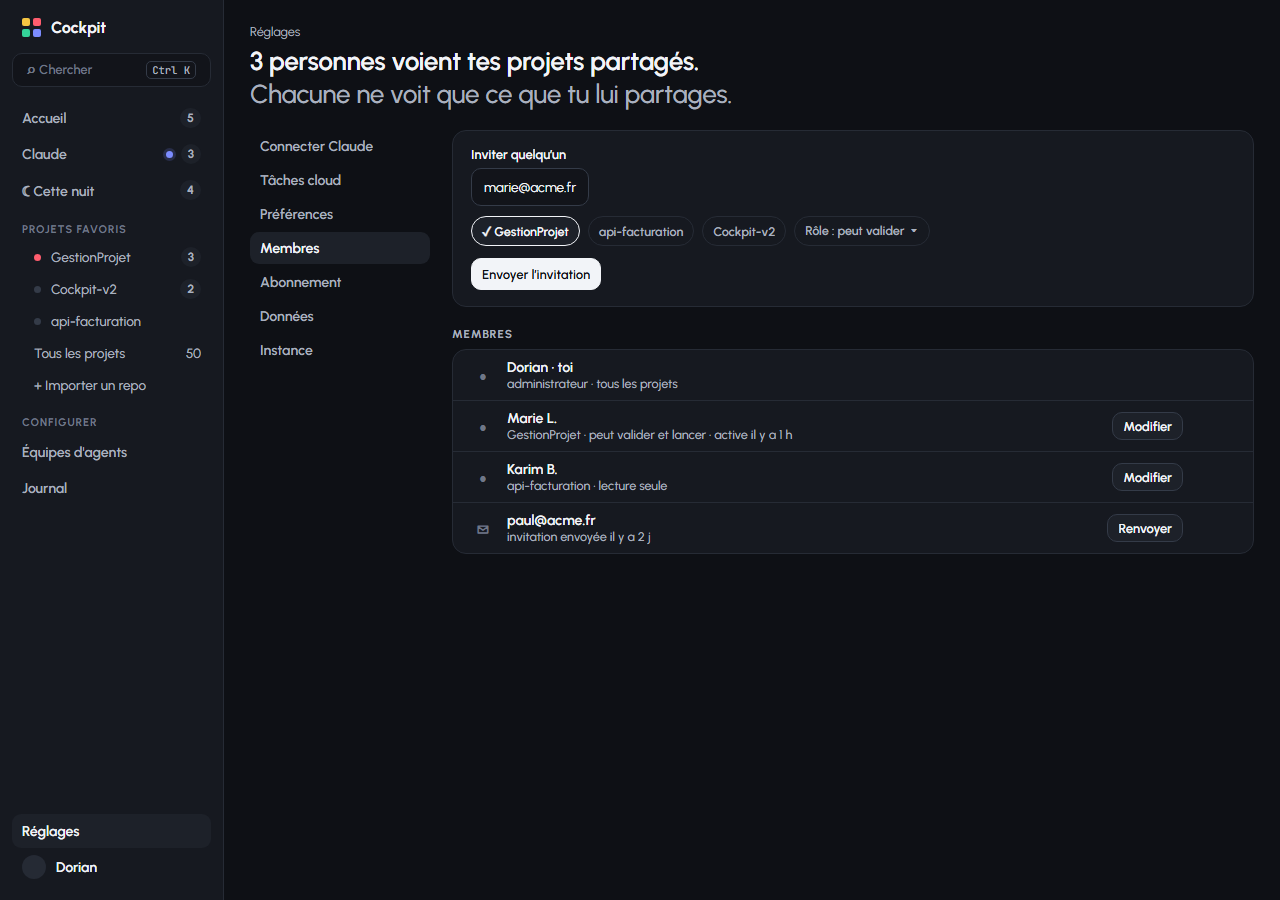 Cockpit
Chercher Ctrl K
Accueil 5
Claude 3
Cette nuit 4
PROJETS FAVORIS
GestionProjet 3
Cockpit-v2 2
api-facturation
Tous les projets 50
+ Importer un repo
CONFIGURER
Équipes d'agents
Journal
Réglages
Dorian
Réglages
3 personnes voient tes projets partagés.
Chacune ne voit que ce que tu lui partages.
Connecter Claude
Tâches cloud
Préférences
Membres
Abonnement
Données
Instance
Inviter quelqu'un
marie@acme.fr
✓ GestionProjet api-facturation Cockpit-v2 Rôle : peut valider
Envoyer l'invitation
MEMBRES
Dorian · toi
administrateur · tous les projets
Marie L.
GestionProjet · peut valider et lancer · active il y a 1 h
Modifier
Karim B.
api-facturation · lecture seule
Modifier
paul@acme.fr
invitation envoyée il y a 2 j
Renvoyer